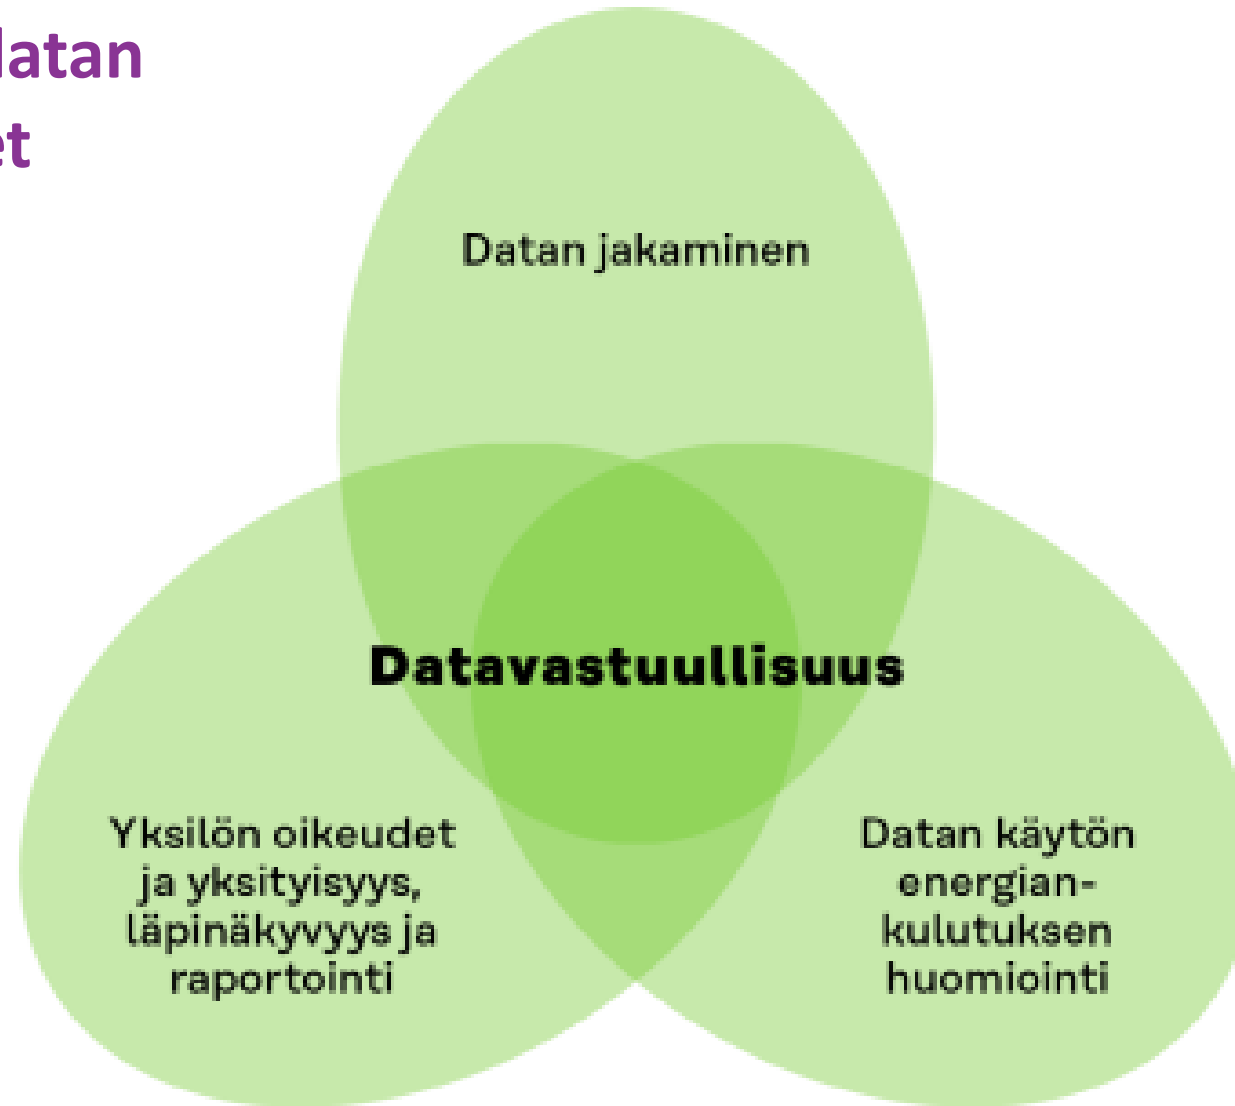 datan
et
Datan jakaminen
Datavastuullisuus
Yksilön oikeudet
ja yksityisyys,
läpinäkyvyys ja
raportointi
Datan käytön
energian-
kulutuksen
huomiointi